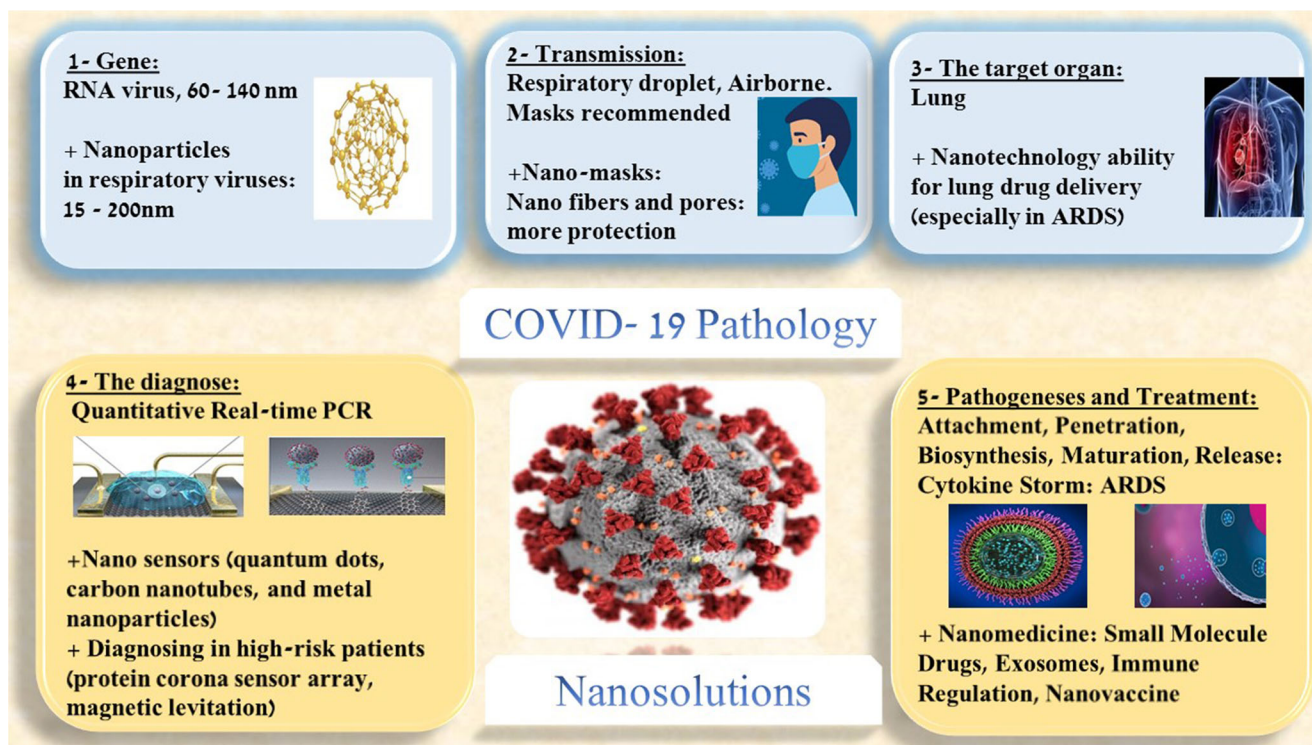 1- Gene:
RNA virus, 60- 140 nm
+ Nanoparticles
in respiratory viruses:
15 - 200nm
2- Transmission:
Respiratory droplet, Airborne.
Masks recommended
+Nano-masks:
Nano fibers and pores:
more protection
3- The target organ:
Lung
+ Nanotechnology ability
for lung drug delivery
(especially in ARDS)
COVID- 19 Pathology
4- The diagnose:
Quantitative Real-time PCR
+Nano sensors (quantum dots,
carbon nanotubes, and metal
nanoparticles)
+ Diagnosing in high-risk patients
(protein corona sensor array,
magnetic levitation)
Nanosolutions
5- Pathogeneses and Treatment:
Attachment, Penetration,
Biosynthesis, Maturation, Release:
Cytokine Storm: ARDS
+ Nanomedicine: Small Molecule
Drugs, Exosomes, Immune
Regulation, Nanovaccine